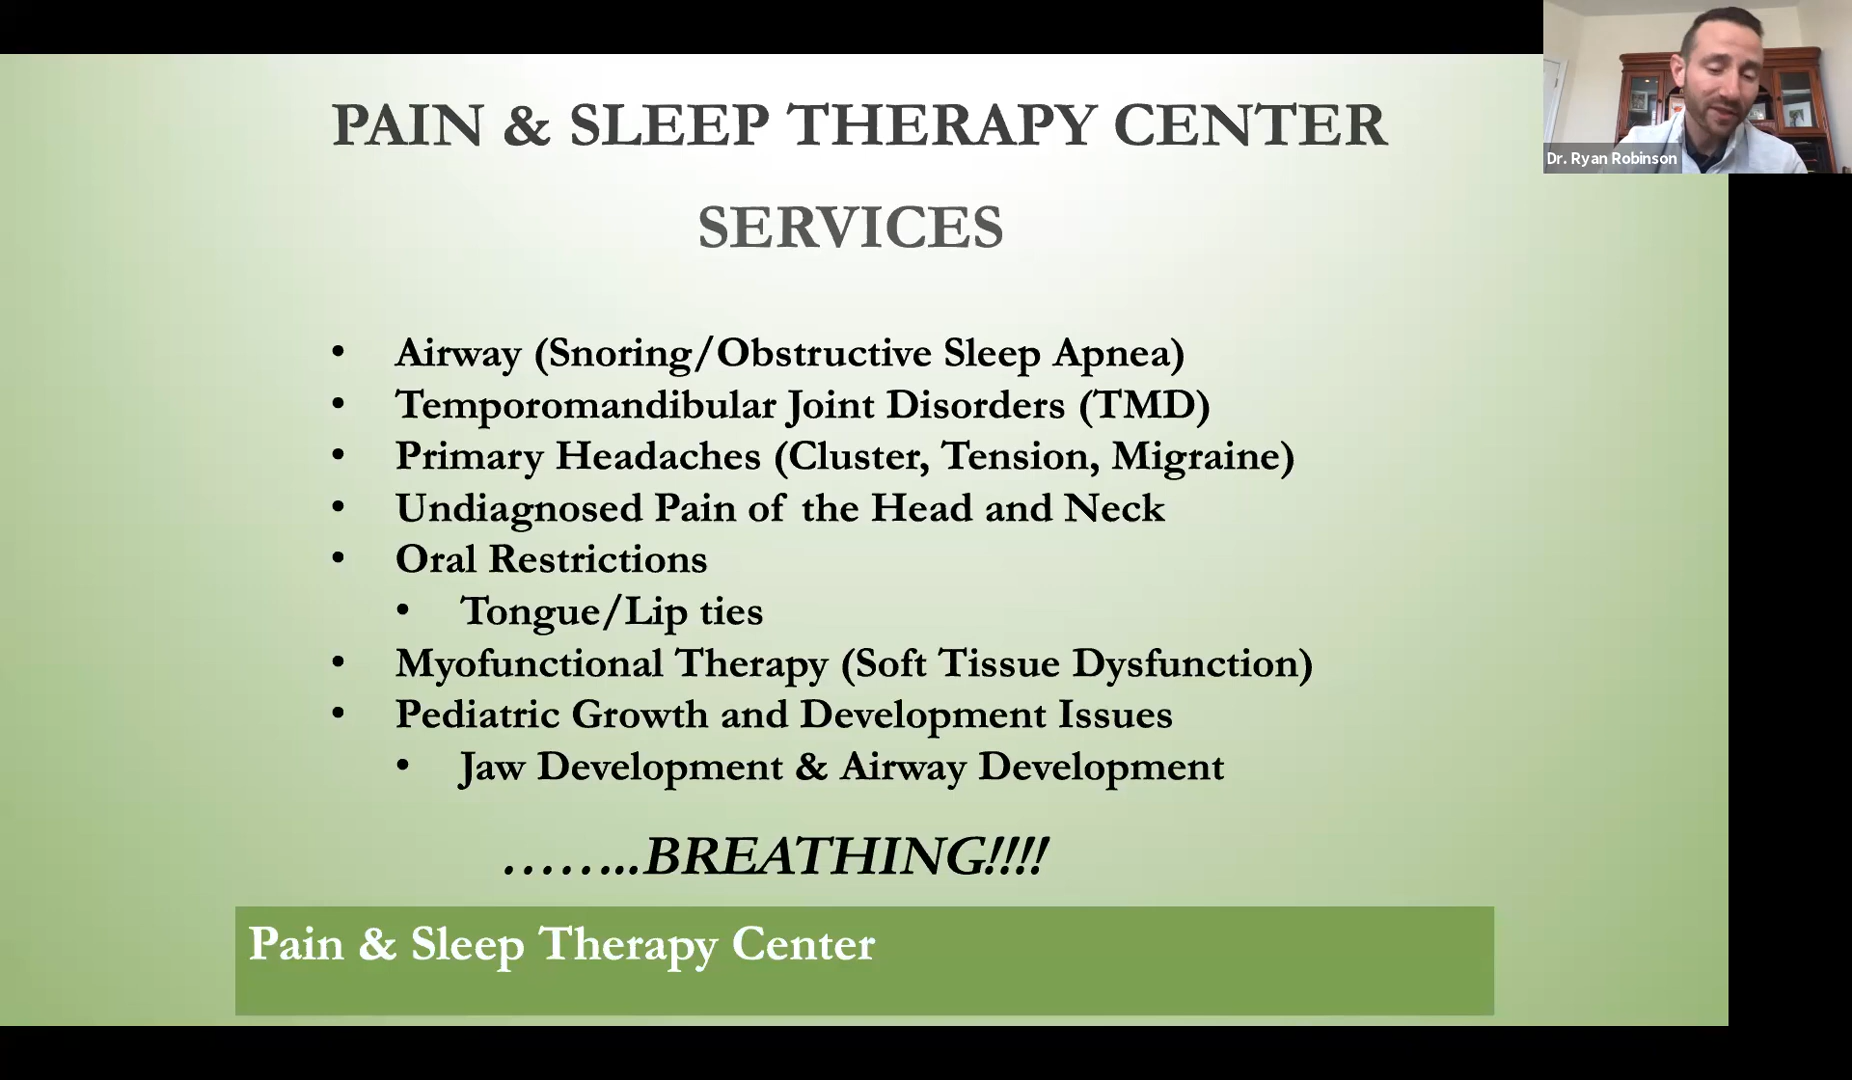 PAIN & SLEEP THERAPY CENTER
SERVICES
• Airway (Snoring/Obstructive Sleep Apnea)
• Temporomandibular Joint Disorders (TMD)
• Primary Headaches (Cluster, Tension, Migraine)
• Undiagnosed Pain of the Head and Neck
• Oral Restrictions
• Tongue/Lip ties
• Myofunctional Therapy (Soft Tissue Dysfunction)
• Pediatric Growth and Development Issues
• Jaw Development & Airway Development
……..BREATHING!!!!
Pain & Sleep Therapy Center
Dr. Ryan Robinson